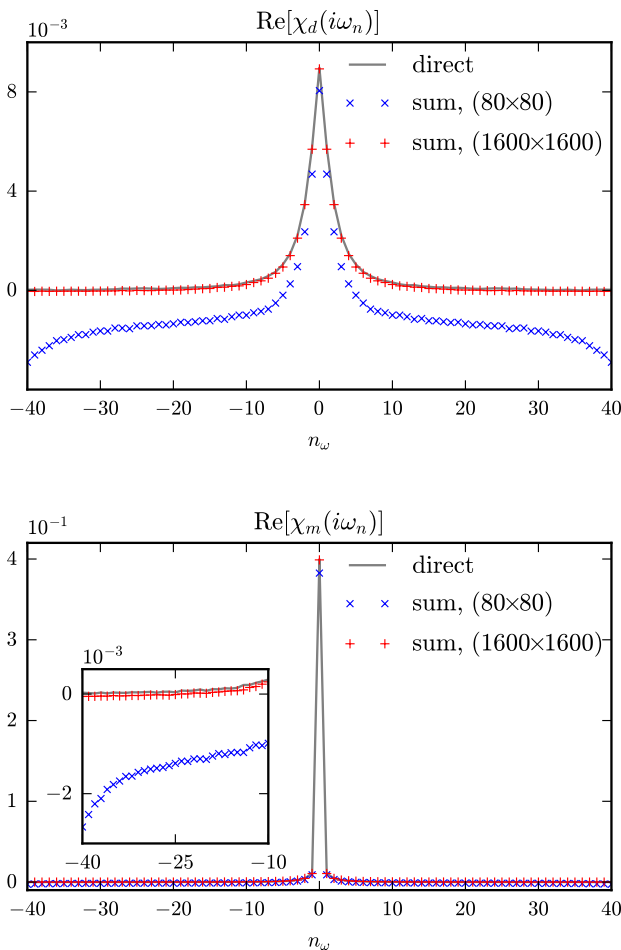 Re[χ_d(iω_n)]
10⁻³
direct
sum, (80×80)
sum, (1600×1600)
8
4
0
−40 −30 −20 −10 0 10 20 30 40
n_ω
Re[χ_m(iω_n)]
10⁻¹
direct
sum, (80×80)
sum, (1600×1600)
4
3
2
1
0
10⁻³
0
−2
−40 −25 −10
−40 −30 −20 −10 0 10 20 30 40
n_ω